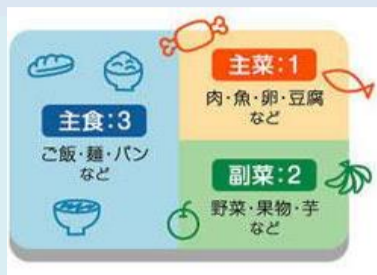 主食:3
ご飯・麺・パン
など
主菜:1
肉・魚・卵・豆腐
など
副菜:2
野菜・果物・芋
など